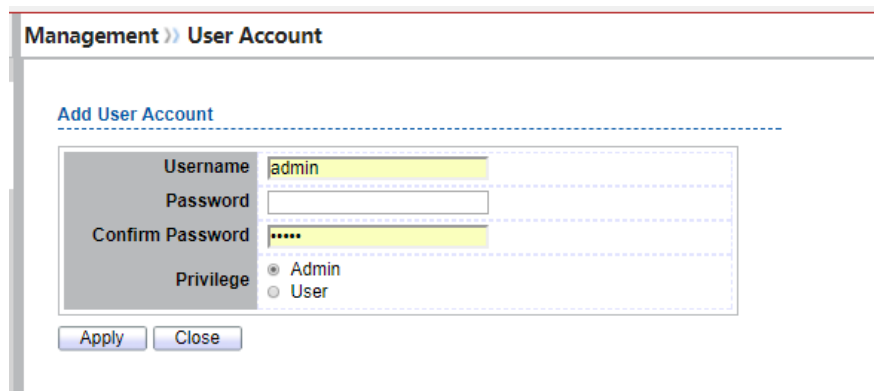 Management » User Account
Add User Account
Username admin
Password
Confirm Password •••••
Privilege Admin
User
Apply Close